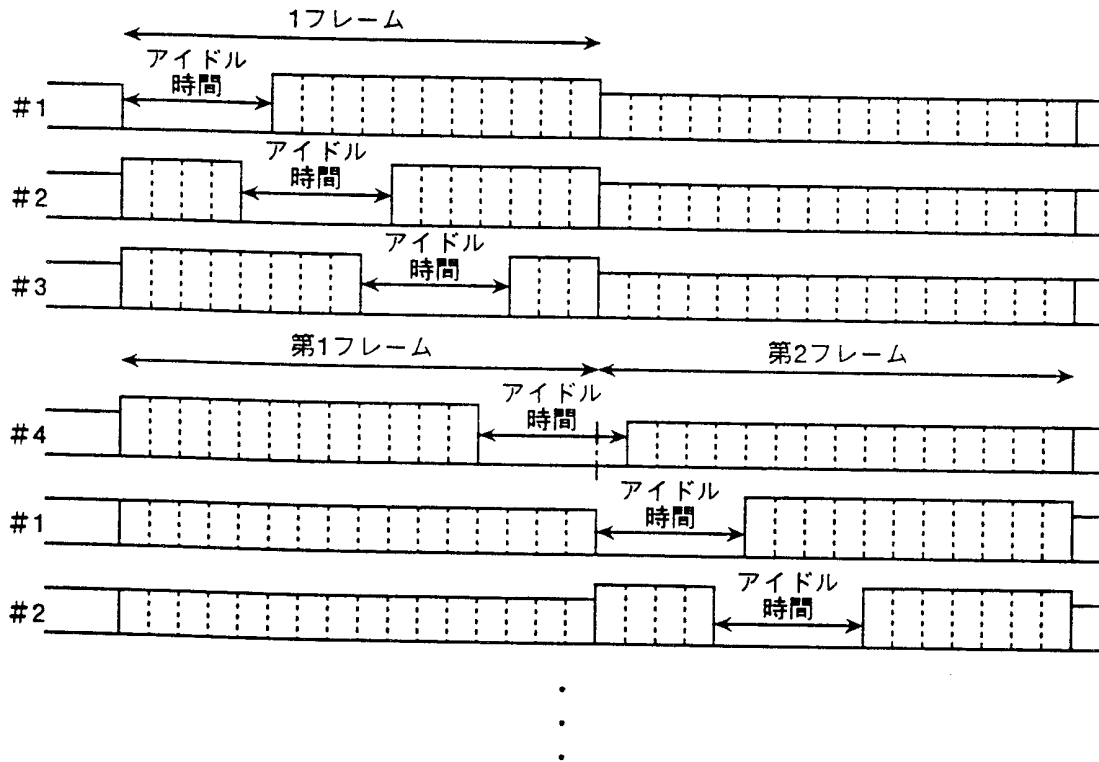 1フレーム
アイドル
時間
#1
アイドル
時間
#2
アイドル
時間
#3
第1フレーム
第2フレーム
アイドル
時間
#4
アイドル
時間
#1
アイドル
時間
#2